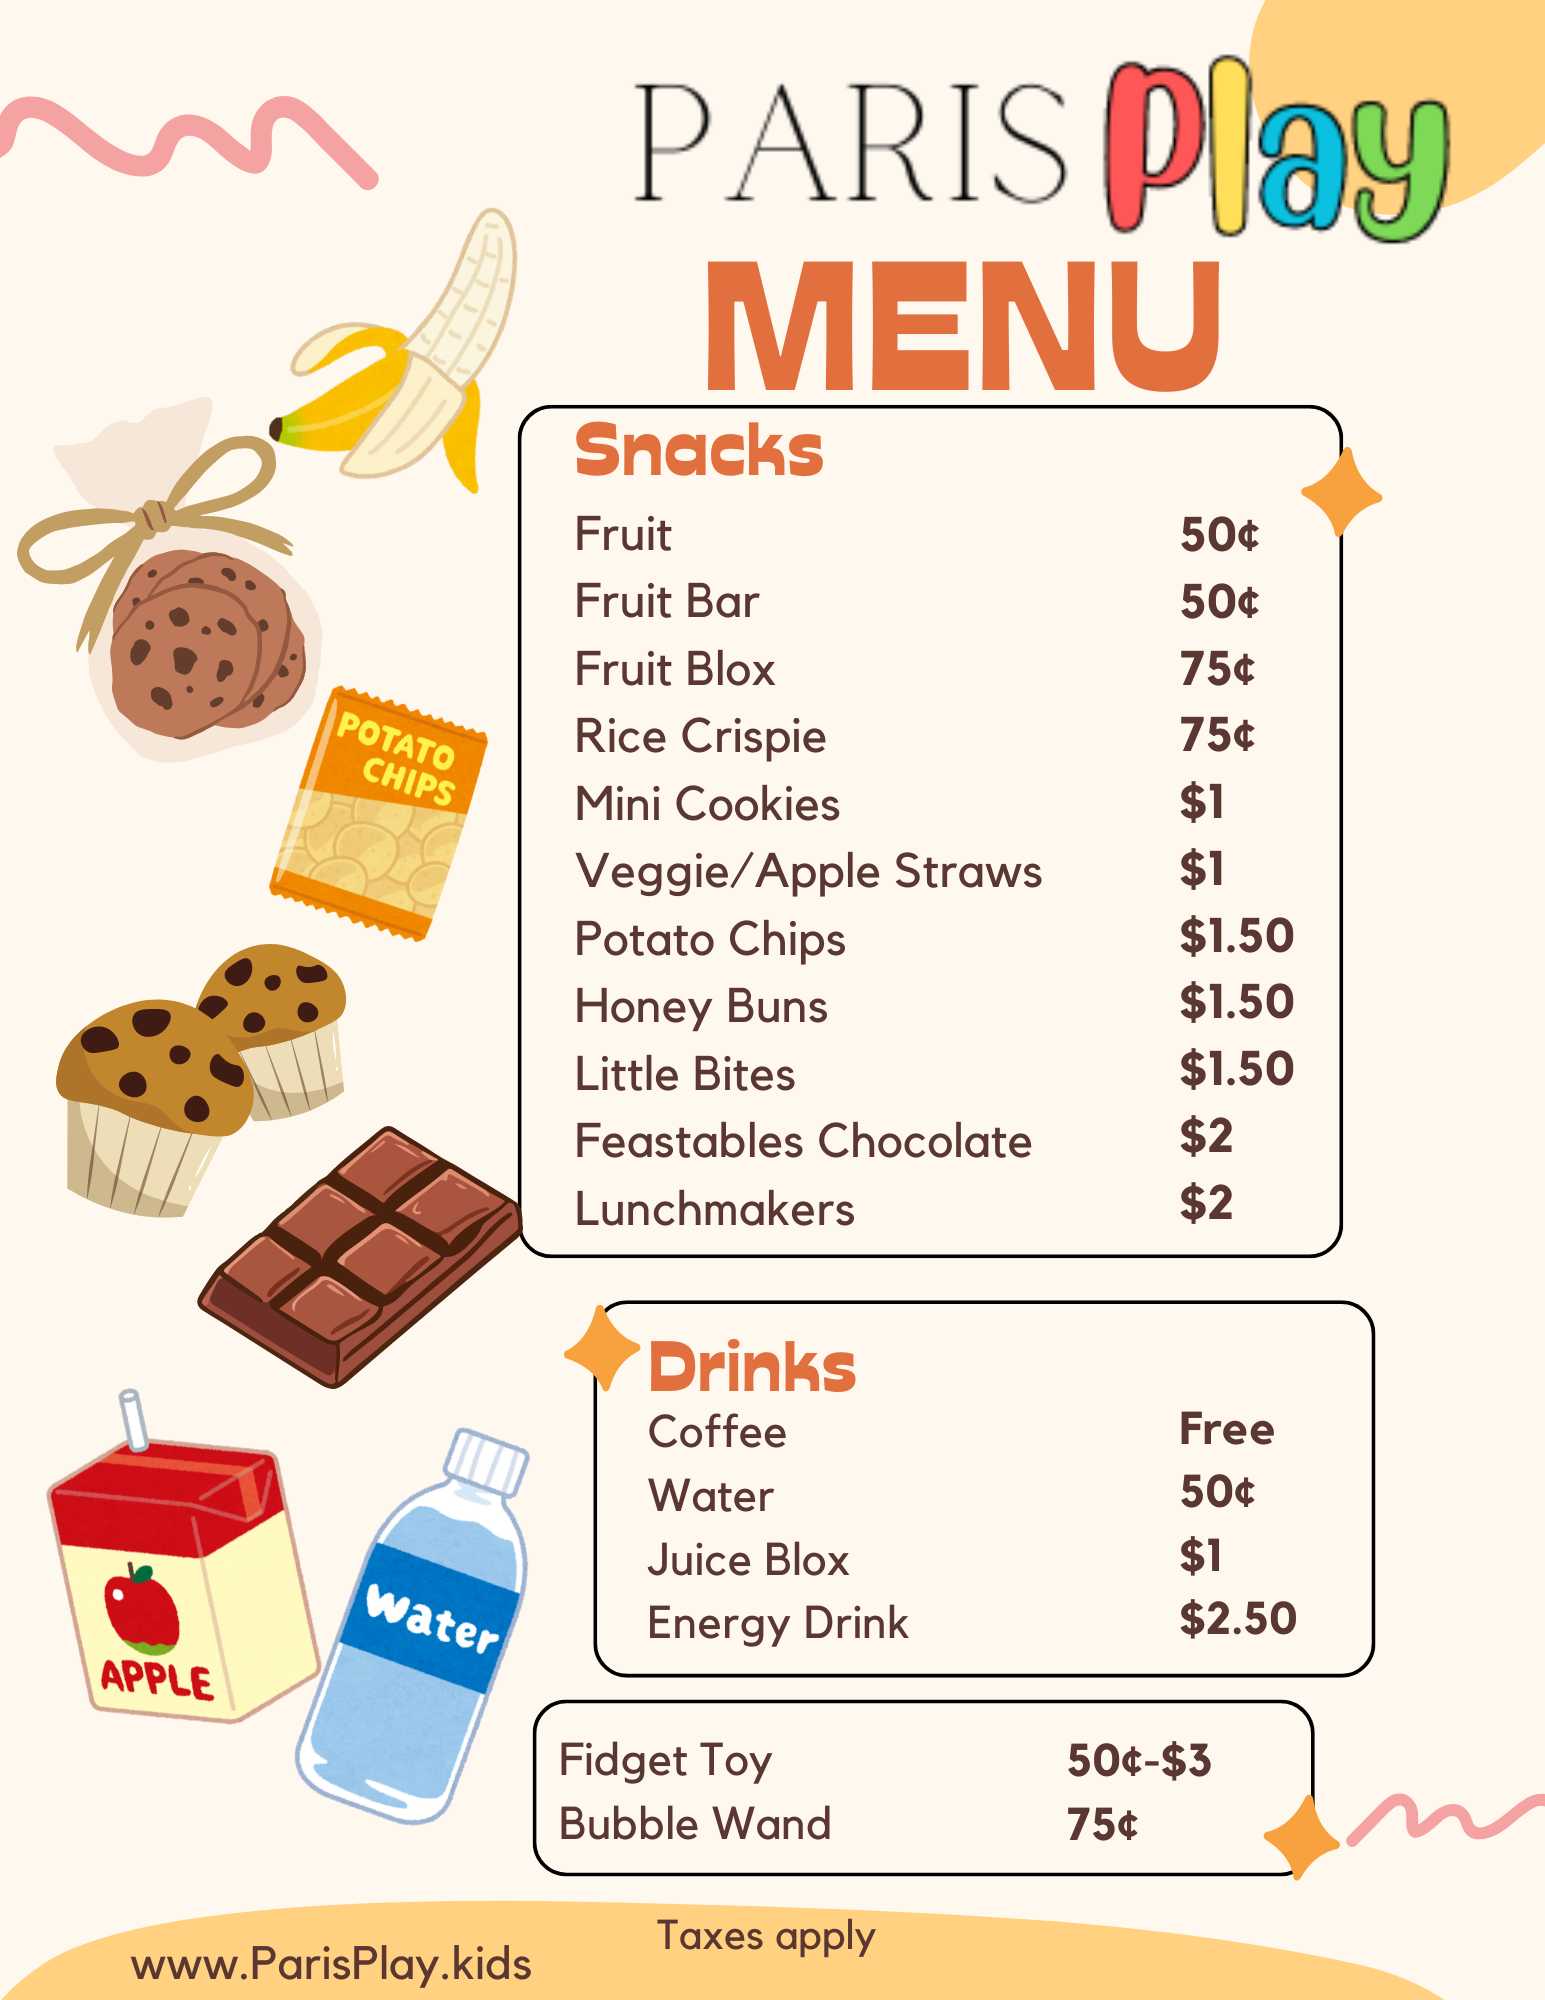 PARIS play
MENU
Snacks
Fruit 50¢
Fruit Bar 50¢
Fruit Blox 75¢
Rice Crispie 75¢
Mini Cookies $1
Veggie/Apple Straws $1
Potato Chips $1.50
Honey Buns $1.50
Little Bites $1.50
Feastables Chocolate $2
Lunchmakers $2
POTATO
CHIPS
Drinks
Coffee Free
Water 50¢
Juice Blox $1
Energy Drink $2.50
APPLE
Water
Fidget Toy 50¢-$3
Bubble Wand 75¢
Taxes apply
www.ParisPlay.kids